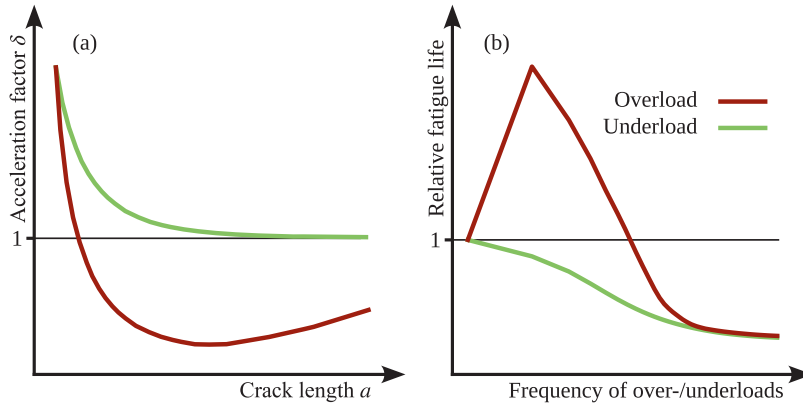 (a)
Acceleration factor δ
1
Crack length a
(b)
Relative fatigue life
Overload
Underload
1
Frequency of over-/underloads